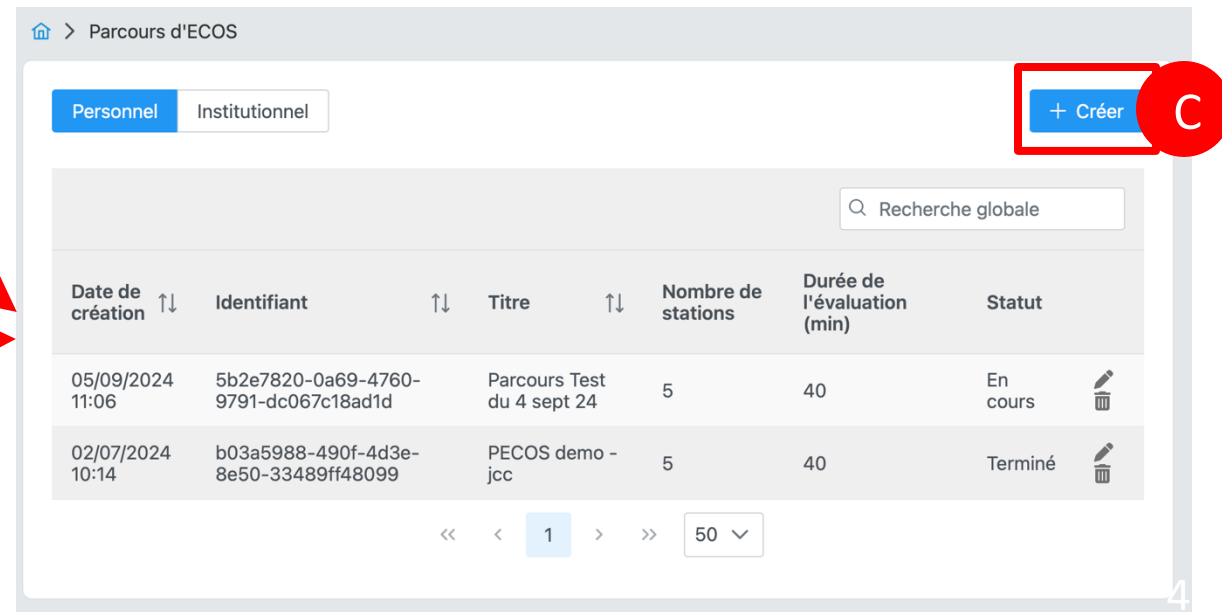 Parcours d'ECOS
Personnel
Institutionnel
+ Créer
C
Recherche globale
Date de
création
Identifiant
Titre
Nombre de
stations
Durée de
l'évaluation
(min)
Statut
05/09/2024
11:06
5b2e7820-0a69-4760-
9791-dc067c18ad1d
Parcours Test
du 4 sept 24
5
40
En
cours
02/07/2024
10:14
b03a5988-490f-4d3e-
8e50-33489ff48099
PECOS demo -
jcc
5
40
Terminé
1
50
4